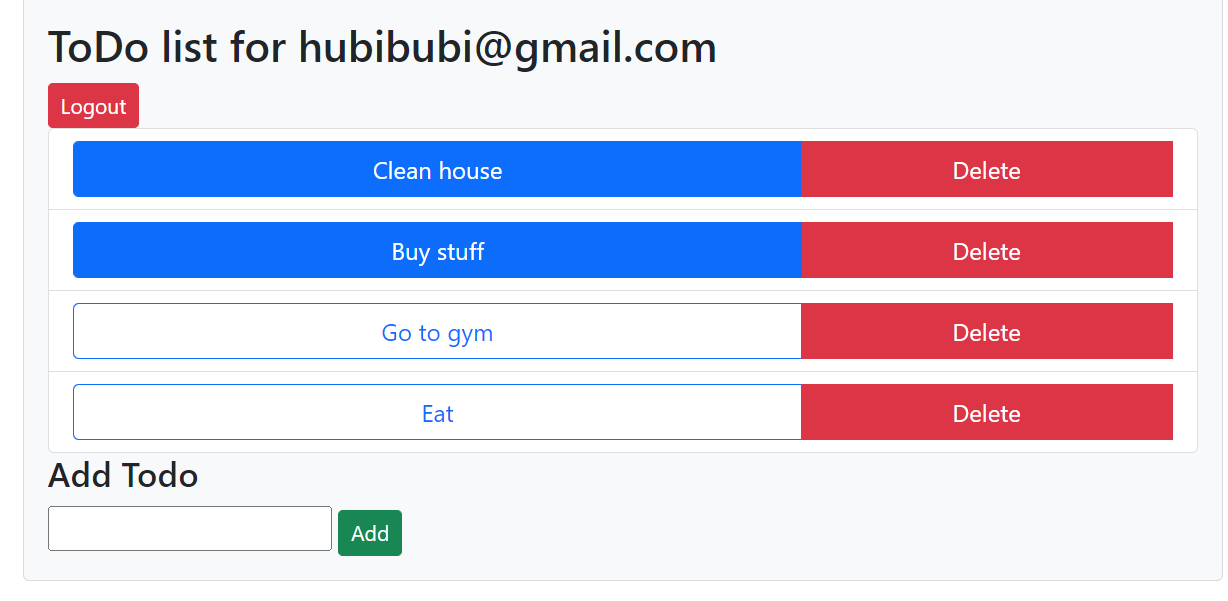 ToDo list for hubibubi@gmail.com
Logout
Clean house Delete
Buy stuff Delete
Go to gym Delete
Eat Delete
Add Todo
Add